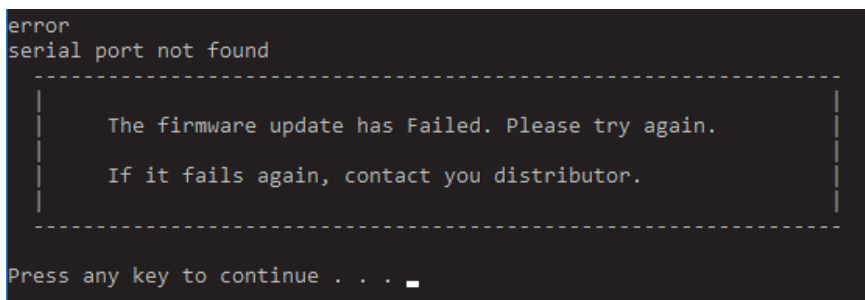 error
serial port not found
The firmware update has Failed. Please try again.
If it fails again, contact you distributor.
Press any key to continue . . .